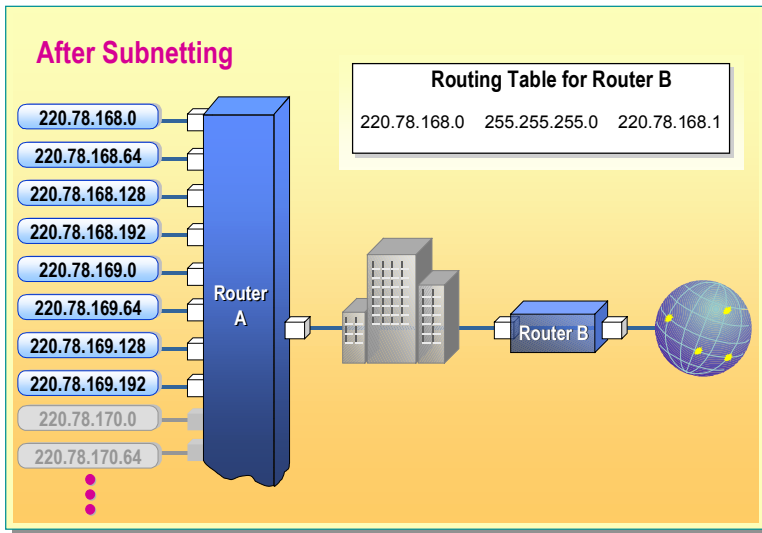 After Subnetting
Routing Table for Router B
220.78.168.0 255.255.255.0 220.78.168.1
220.78.168.0
220.78.168.64
220.78.168.128
220.78.168.192
220.78.169.0
220.78.169.64
220.78.169.128
220.78.169.192
220.78.170.0
220.78.170.64
Router
A
Router B